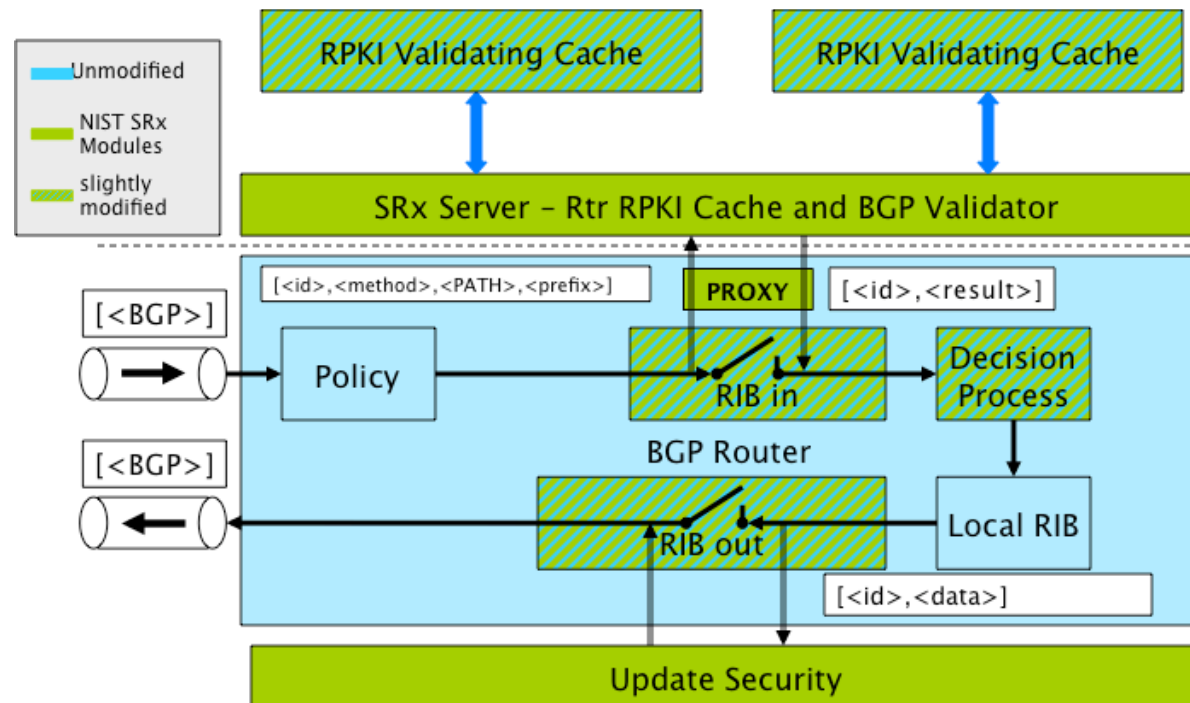 RPKI Validating Cache
RPKI Validating Cache
Unmodified
NIST SRx
Modules
slightly
modified
SRx Server – Rtr RPKI Cache and BGP Validator
[<id>,<method>,<PATH>,<prefix>]
PROXY
[<id>,<result>]
[<BGP>]
Policy
RIB in
Decision
Process
BGP Router
[<BGP>]
RIB out
Local RIB
[<id>,<data>]
Update Security